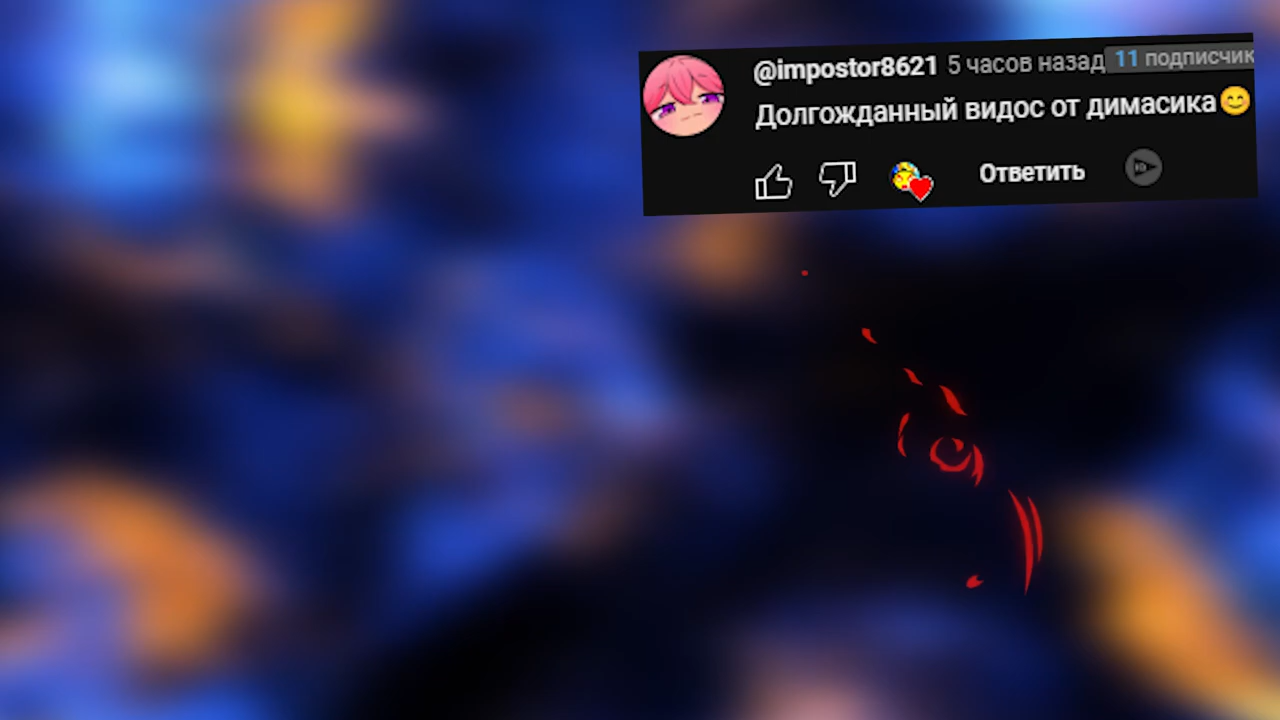 @impostor8621 5 часов назад 11 подписчик
Долгожданный видос от димасика😊
Ответить